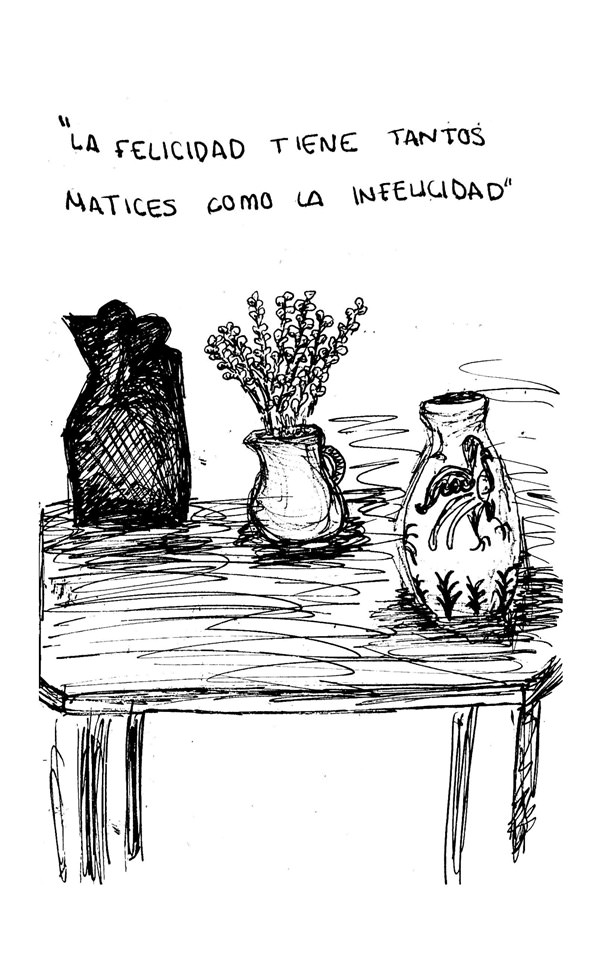 "LA FELICIDAD TIENE TANTOS
MATICES COMO LA INFELICIDAD"